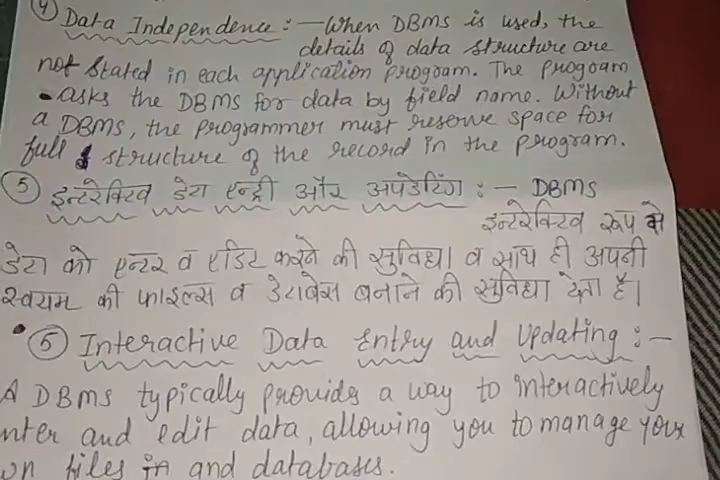 ④ Data Independence :— When DBMS is used, the
details of data structure are
not stated in each application program. The program
asks the DBMS for data by field name. Without
a DBMS, the programmer must reserve space for
full structure of the record in the program.
⑤ इन्टरेक्टिव डेटा एन्ट्री और अपडेटिंग :— DBMS
इन्टरेक्टिव रूप से
डेटा को एन्टर व एडिट करने की सुविधा व साथ ही अपनी
स्वयम की फाइल्स व डेटाबेस बनाने की सुविधा देता है।
⑤ Interactive Data Entry and Updating :—
A DBMS typically provides a way to interactively
nter and edit data, allowing you to manage your
wn files in and databases.